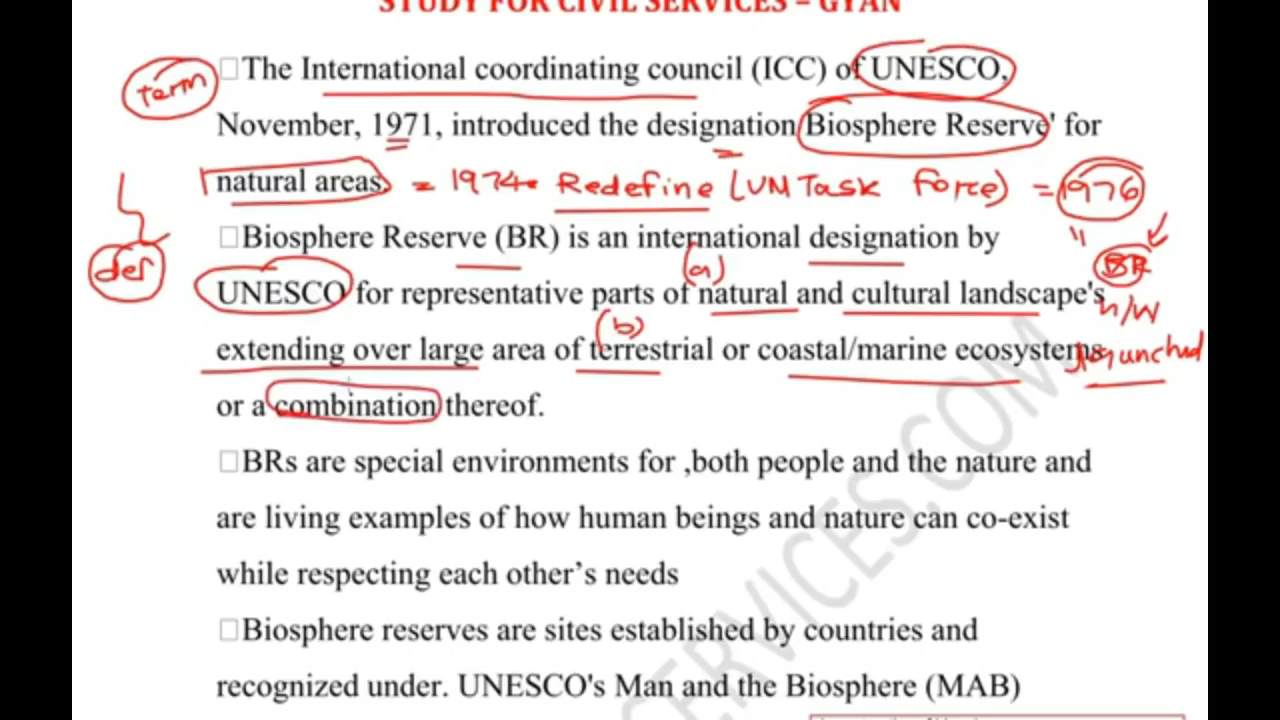 STUDY FOR CIVIL SERVICES – GYAN
term
The International coordinating council (ICC) of UNESCO,
November, 1971, introduced the designation Biosphere Reserve' for
natural areas. = 1974. Redefine (UM Task Force) = 1976
"
Biosphere Reserve (BR) is an international designation by
def
(a)
BR
UNESCO for representative parts of natural and cultural landscape's
n/w
(b)
extending over large area of terrestrial or coastal/marine ecosystems
or a combination thereof.
BRs are special environments for ,both people and the nature and
are living examples of how human beings and nature can co-exist
while respecting each other’s needs
Biosphere reserves are sites established by countries and
recognized under. UNESCO's Man and the Biosphere (MAB)
SERVICES.COM